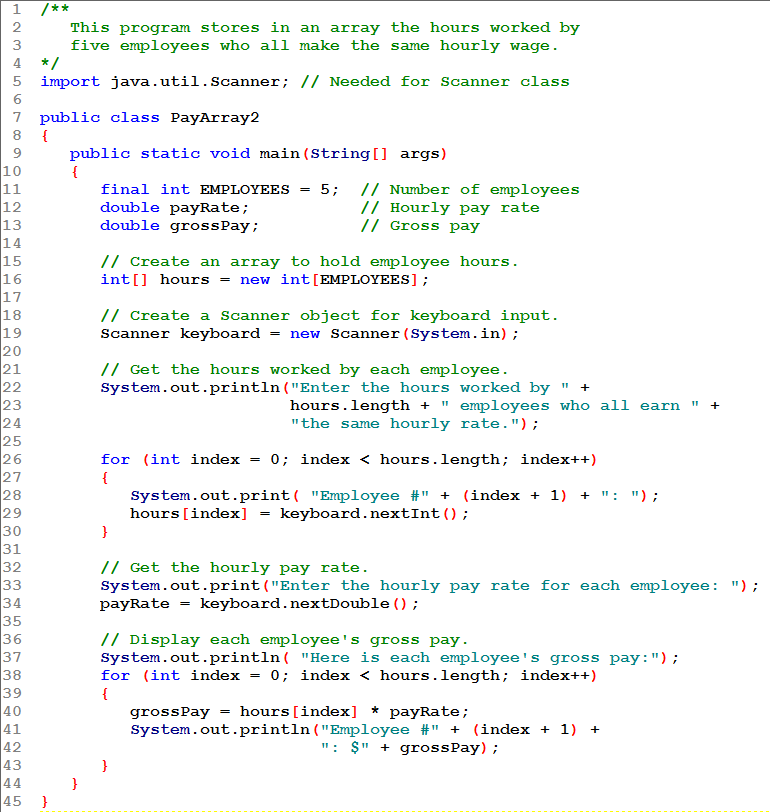 1 /**
2    This program stores in an array the hours worked by
3    five employees who all make the same hourly wage.
4 */
5 import java.util.Scanner; // Needed for Scanner class
6
7 public class PayArray2
8 {
9    public static void main(String[] args)
10    {
11       final int EMPLOYEES = 5;  // Number of employees
12       double payRate;           // Hourly pay rate
13       double grossPay;          // Gross pay
14
15       // Create an array to hold employee hours.
16       int[] hours = new int[EMPLOYEES];
17
18       // Create a Scanner object for keyboard input.
19       Scanner keyboard = new Scanner(System.in);
20
21       // Get the hours worked by each employee.
22       System.out.println("Enter the hours worked by " +
23                          hours.length + " employees who all earn " +
24                          "the same hourly rate.");
25
26       for (int index = 0; index < hours.length; index++)
27       {
28          System.out.print( "Employee #" + (index + 1) + ": ");
29          hours[index] = keyboard.nextInt();
30       }
31
32       // Get the hourly pay rate.
33       System.out.print("Enter the hourly pay rate for each employee: ");
34       payRate = keyboard.nextDouble();
35
36       // Display each employee's gross pay.
37       System.out.println( "Here is each employee's gross pay:");
38       for (int index = 0; index < hours.length; index++)
39       {
40          grossPay = hours[index] * payRate;
41          System.out.println("Employee #" + (index + 1) +
42                             ": $" + grossPay);
43       }
44    }
45 }